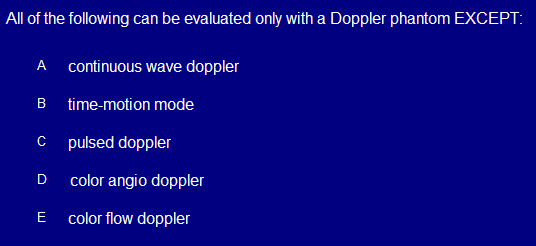 All of the following can be evaluated only with a Doppler phantom EXCEPT:
A continuous wave doppler
B time-motion mode
C pulsed doppler
D color angio doppler
E color flow doppler